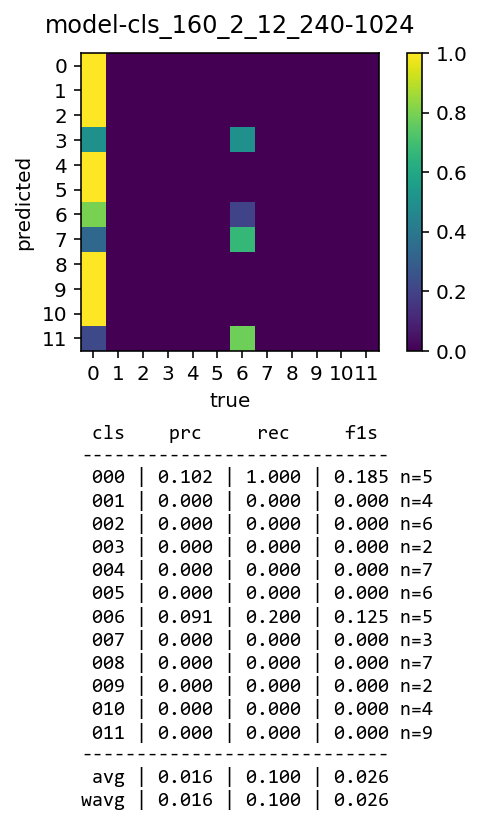 model-cls_160_2_12_240-1024
1.0
0.8
0.6
0.4
0.2
0.0
predicted
0
1
2
3
4
5
6
7
8
9
10
11
0 1 2 3 4 5 6 7 8 9 1011
true
cls prc rec f1s
----------------------------
000 | 0.102 | 1.000 | 0.185 n=5
001 | 0.000 | 0.000 | 0.000 n=4
002 | 0.000 | 0.000 | 0.000 n=6
003 | 0.000 | 0.000 | 0.000 n=2
004 | 0.000 | 0.000 | 0.000 n=7
005 | 0.000 | 0.000 | 0.000 n=6
006 | 0.091 | 0.200 | 0.125 n=5
007 | 0.000 | 0.000 | 0.000 n=3
008 | 0.000 | 0.000 | 0.000 n=7
009 | 0.000 | 0.000 | 0.000 n=2
010 | 0.000 | 0.000 | 0.000 n=4
011 | 0.000 | 0.000 | 0.000 n=9
----------------------------
avg | 0.016 | 0.100 | 0.026
wavg | 0.016 | 0.100 | 0.026